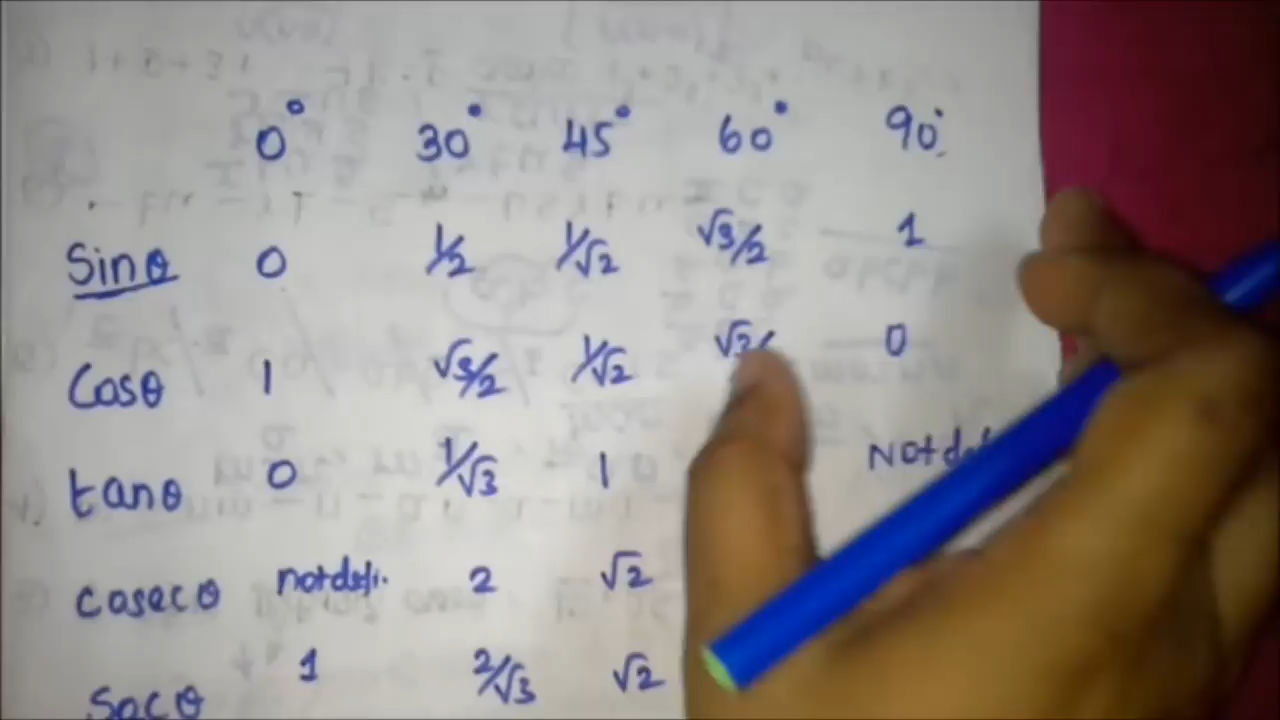 0° 30° 45° 60° 90°
Sinθ 0 1/2 1/√2 √3/2 1
Cosθ 1 √3/2 1/√2 0
tanθ 0 1/√3 1
Cosecθ notdefi. 2 √2
Secθ 1 2/√3 √2